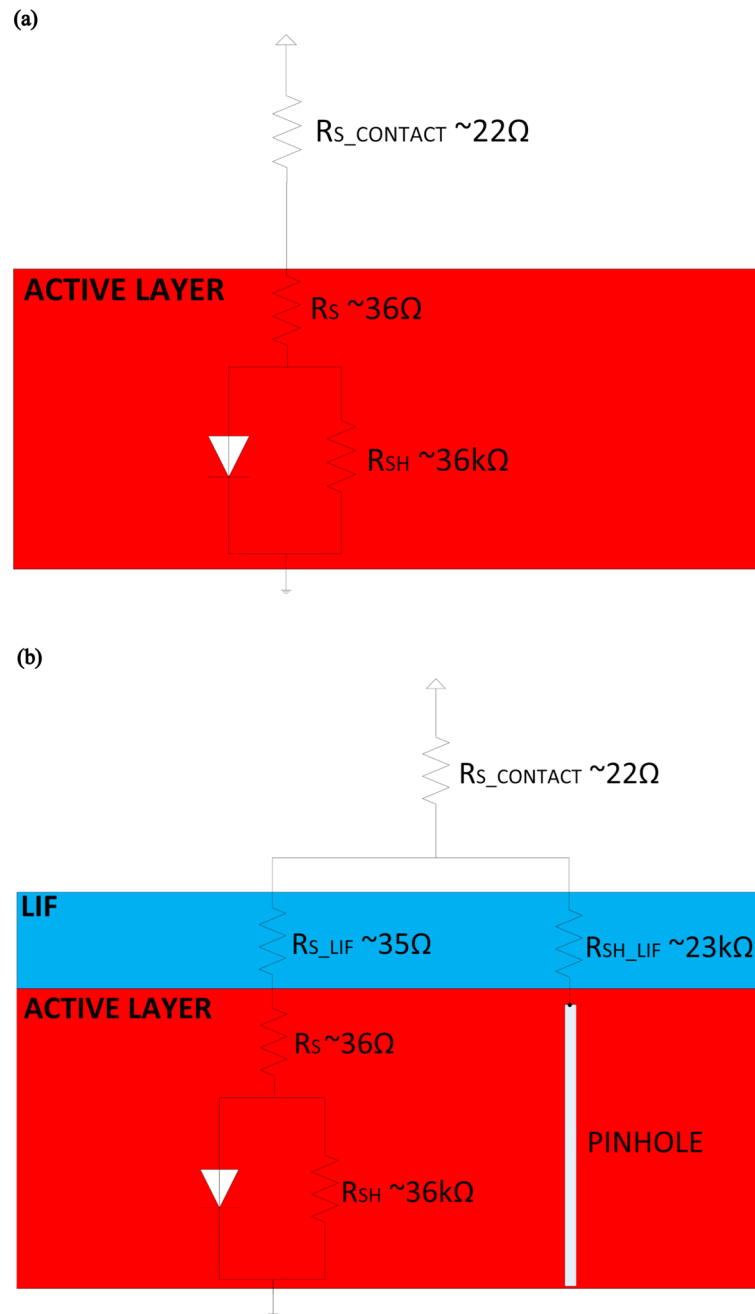 (a)
RS_CONTACT ~22Ω
ACTIVE LAYER
RS ~36Ω
RSH ~36kΩ
(b)
RS_CONTACT ~22Ω
LIF
RS_LIF ~35Ω
RSH_LIF ~23kΩ
ACTIVE LAYER
RS ~36Ω
PINHOLE
RSH ~36kΩ